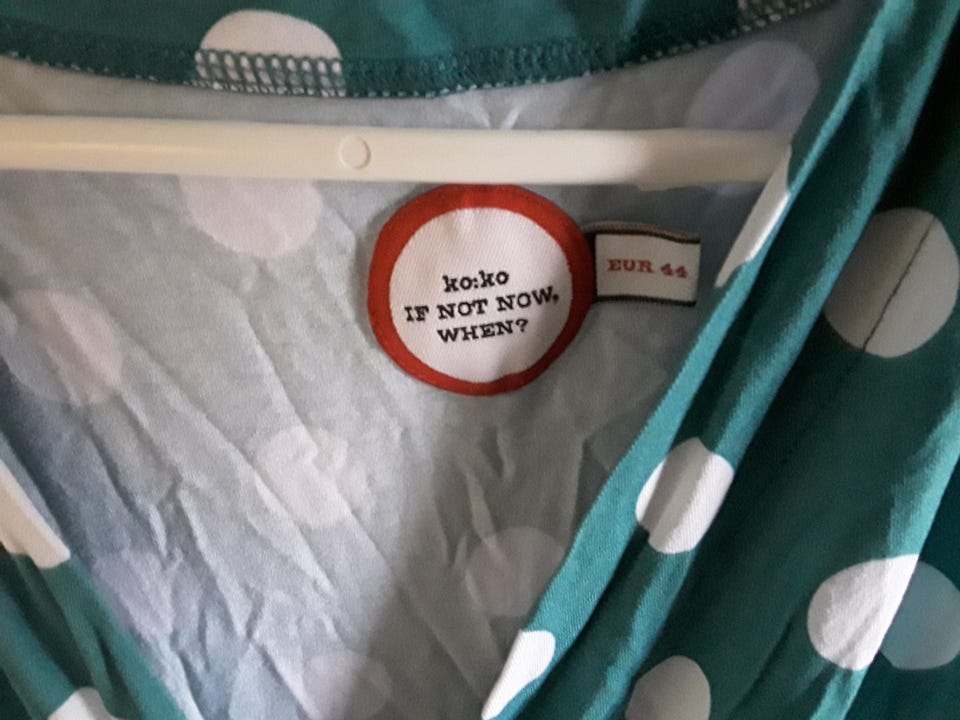 ko:ko
IF NOT NOW,
WHEN?
EUR 44